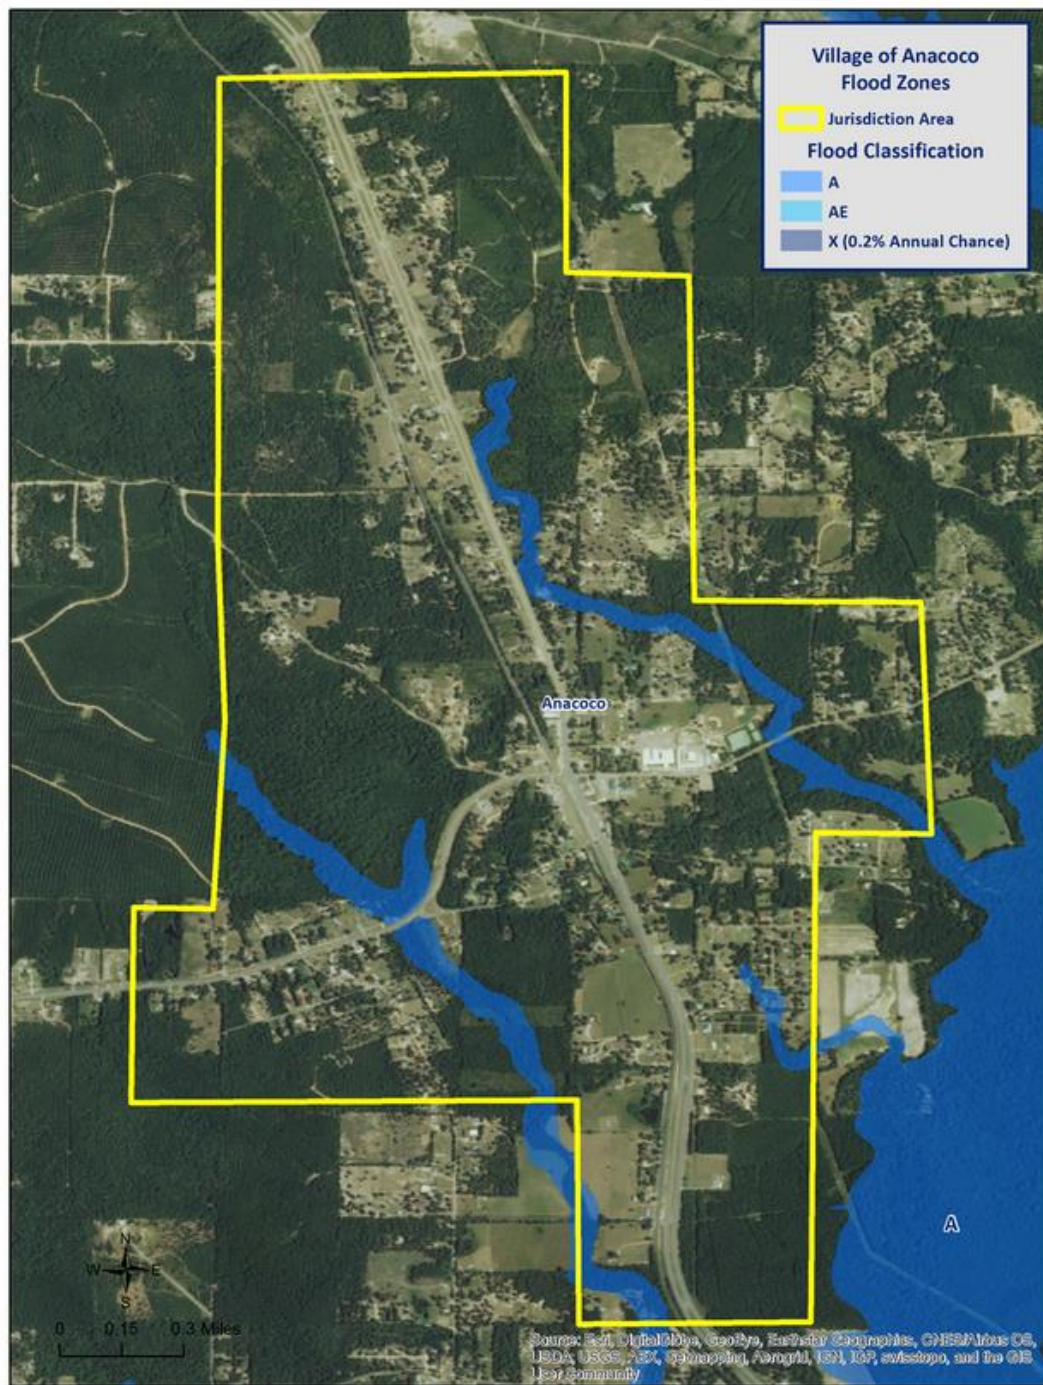 Village of Anacoco
Flood Zones
Jurisdiction Area
Flood Classification
A
AE
X (0.2% Annual Chance)
Anacoco
A
N
W E
S
0 0.15 0.3 Miles
Source: Esri, DigitalGlobe, GeoEye, Earthstar Geographics, CNES/Airbus DS,
USDA, USGS, AEX, Getmapping, Aerogrid, IGN, IGP, swisstopo, and the GIS
User Community